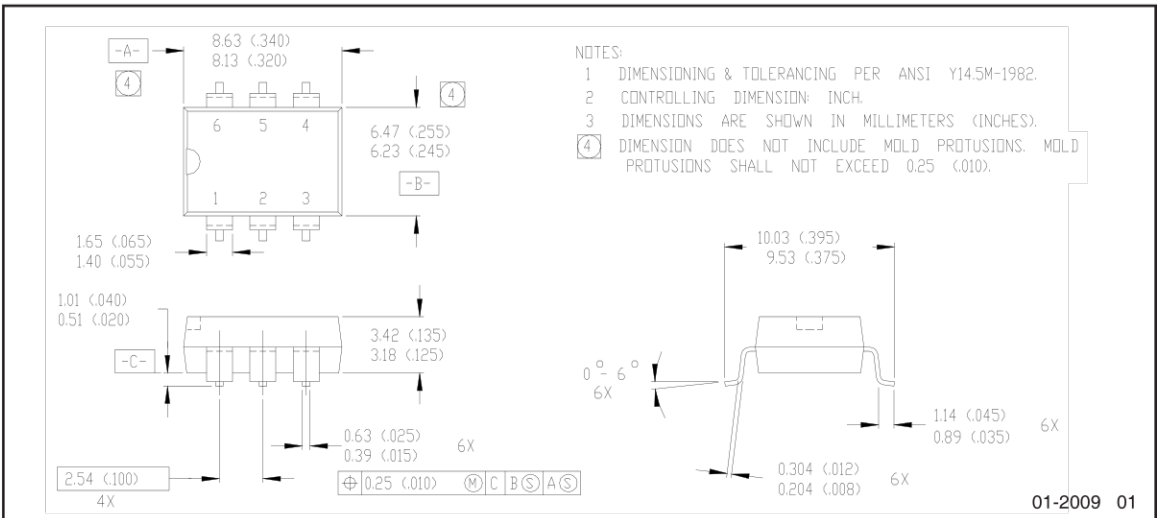 -A-
8.63 (.340)
8.13 (.320)
4
4
6 5 4
6.47 (.255)
6.23 (.245)
-B-
1 2 3
1.65 (.065)
1.40 (.055)
NOTES:
1 DIMENSIONING & TOLERANCING PER ANSI Y14.5M-1982.
2 CONTROLLING DIMENSION: INCH.
3 DIMENSIONS ARE SHOWN IN MILLIMETERS (INCHES).
4 DIMENSION DOES NOT INCLUDE MOLD PROTUSIONS. MOLD
PROTUSIONS SHALL NOT EXCEED 0.25 (.010).
1.01 (.040)
0.51 (.020)
-C-
3.42 (.135)
3.18 (.125)
0.63 (.025)
0.39 (.015)
6X
2.54 (.100)
4X
⌖ 0.25 (.010) Ⓜ C B Ⓢ A Ⓢ
10.03 (.395)
9.53 (.375)
0° - 6°
6X
1.14 (.045)
0.89 (.035)
6X
0.304 (.012)
0.204 (.008)
6X
01-2009 01